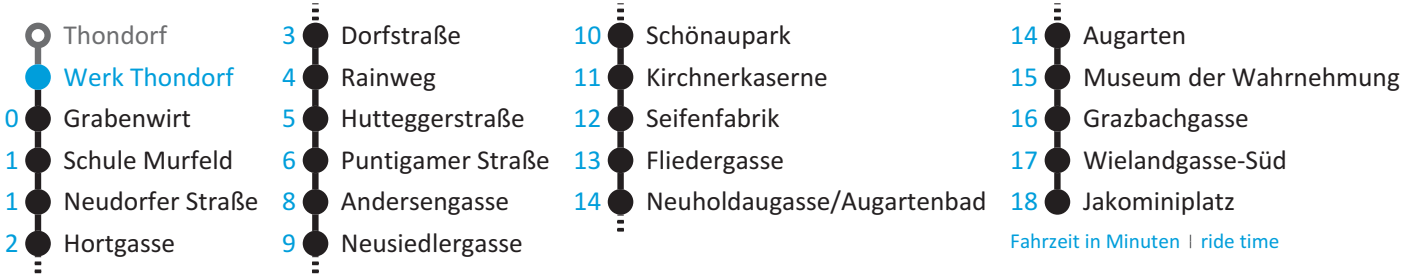 Thondorf
Werk Thondorf
0 Grabenwirt
1 Schule Murfeld
1 Neudorfer Straße
2 Hortgasse
3 Dorfstraße
4 Rainweg
5 Hutteggerstraße
6 Puntigamer Straße
8 Andersengasse
9 Neusiedlergasse
10 Schönaupark
11 Kirchnerkaserne
12 Seifenfabrik
13 Fliedergasse
14 Neuholdaugasse/Augartenbad
14 Augarten
15 Museum der Wahrnehmung
16 Grazbachgasse
17 Wielandgasse-Süd
18 Jakominiplatz
Fahrzeit in Minuten | ride time